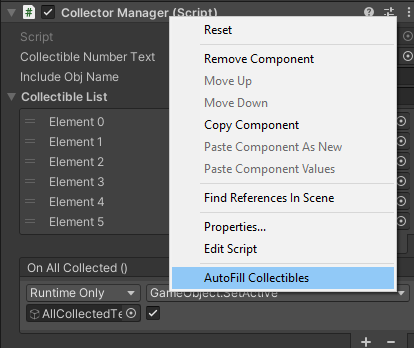 Collector Manager (Script)
Script
Collectible Number Text
Include Obj Name
Collectible List
Element 0
Element 1
Element 2
Element 3
Element 4
Element 5
On All Collected ()
Runtime Only
GameObject.SetActive
AllCollectedTe
Reset
Remove Component
Move Up
Move Down
Copy Component
Paste Component As New
Paste Component Values
Find References In Scene
Properties...
Edit Script
AutoFill Collectibles